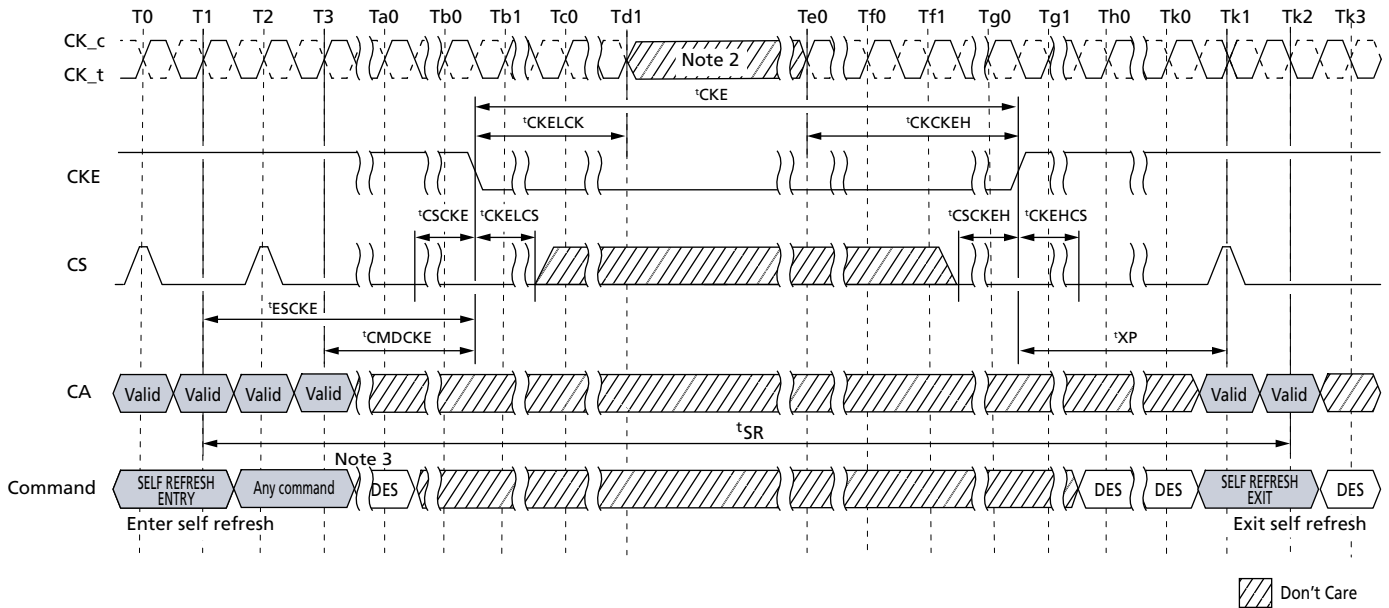 T0 T1 T2 T3 Ta0 Tb0 Tb1 Tc0 Td1 Te0 Tf0 Tf1 Tg0 Tg1 Th0 Tk0 Tk1 Tk2 Tk3
CK_c
CK_t
Note 2
tCKE
tCKELCK tCKCKEH
CKE
tCSCKE tCKELCS tCSCKEH tCKEHCS
CS
tESCKE
tCMDCKE tXP
CA Valid Valid Valid Valid Valid Valid
tSR
Note 3
Command SELF REFRESH ENTRY Any command DES DES DES SELF REFRESH EXIT DES
Enter self refresh Exit self refresh
Don't Care